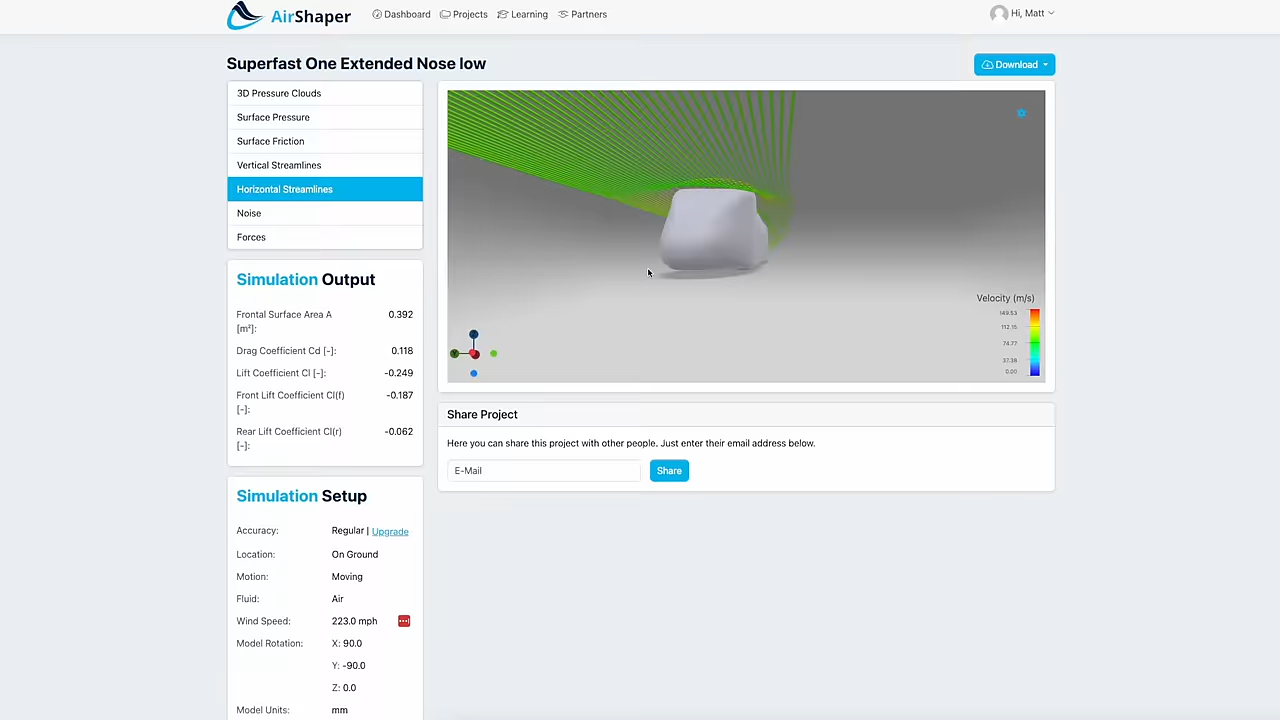 AirShaper
Dashboard
Projects
Learning
Partners
Hi, Matt
Superfast One Extended Nose low
Download
3D Pressure Clouds
Surface Pressure
Surface Friction
Vertical Streamlines
Horizontal Streamlines
Noise
Forces
Velocity (m/s)
149.53
112.15
74.77
37.38
0.00
Y
Simulation Output
Frontal Surface Area A
[m²]:
0.392
Drag Coefficient Cd [-]: 0.118
Lift Coefficient Cl [-]: -0.249
Front Lift Coefficient Cl(f)
[-]:
-0.187
Rear Lift Coefficient Cl(r)
[-]:
-0.062
Share Project
Here you can share this project with other people. Just enter their email address below.
E-Mail
Share
Simulation Setup
Accuracy: Regular | Upgrade
Location: On Ground
Motion: Moving
Fluid: Air
Wind Speed: 223.0 mph
Model Rotation: X: 90.0
Y: -90.0
Z: 0.0
Model Units: mm